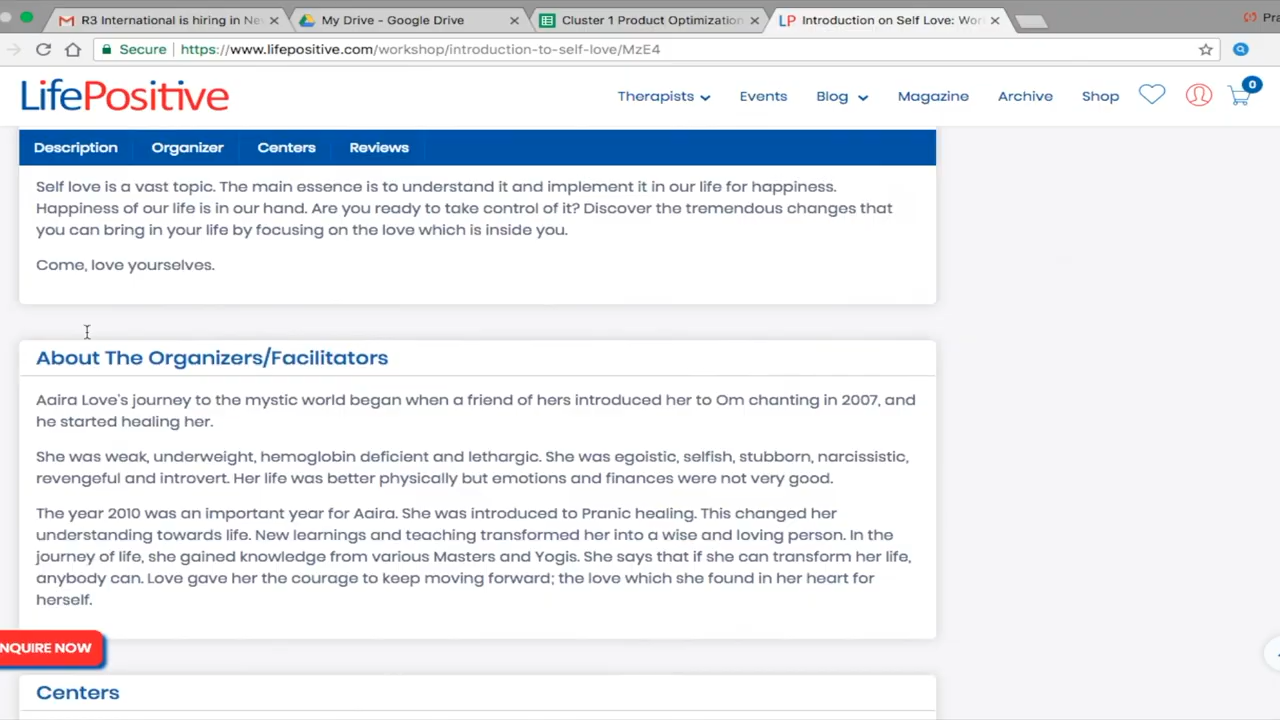 R3 International is hiring in Ne
My Drive - Google Drive
Cluster 1 Product Optimization
LP Introduction on Self Love: Wor
Pra
Secure https://www.lifepositive.com/workshop/introduction-to-self-love/MzE4
LifePositive
Therapists Events Blog Magazine Archive Shop 0
Description Organizer Centers Reviews
Self love is a vast topic. The main essence is to understand it and implement it in our life for happiness.
Happiness of our life is in our hand. Are you ready to take control of it? Discover the tremendous changes that
you can bring in your life by focusing on the love which is inside you.
Come, love yourselves.
About The Organizers/Facilitators
Aaira Love's journey to the mystic world began when a friend of hers introduced her to Om chanting in 2007, and
he started healing her.
She was weak, underweight, hemoglobin deficient and lethargic. She was egoistic, selfish, stubborn, narcissistic,
revengeful and introvert. Her life was better physically but emotions and finances were not very good.
The year 2010 was an important year for Aaira. She was introduced to Pranic healing. This changed her
understanding towards life. New learnings and teaching transformed her into a wise and loving person. In the
journey of life, she gained knowledge from various Masters and Yogis. She says that if she can transform her life,
anybody can. Love gave her the courage to keep moving forward; the love which she found in her heart for
herself.
NQUIRE NOW
Centers